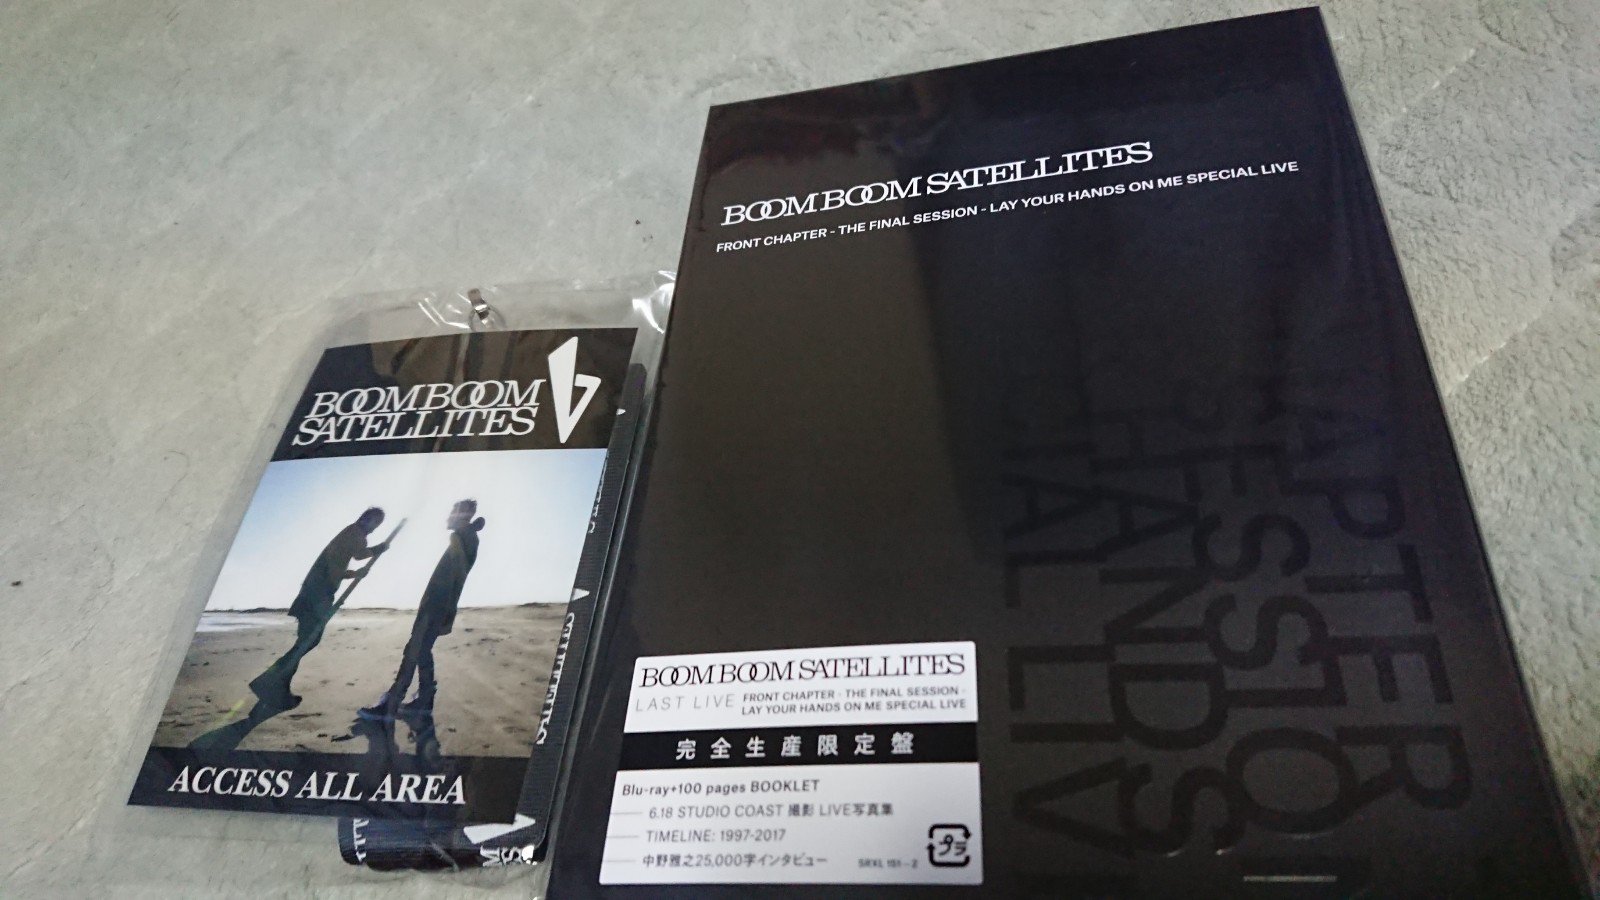 BOOM BOOM
SATELLITES
ACCESS ALL AREA
SATELLITES
BOOM BOOM SATELLITES
FRONT CHAPTER - THE FINAL SESSION - LAY YOUR HANDS ON ME SPECIAL LIVE
BOOM BOOM SATELLITES
LAST LIVE FRONT CHAPTER - THE FINAL SESSION -
LAY YOUR HANDS ON ME SPECIAL LIVE
完全生産限定盤
Blu-ray+100 pages BOOKLET
6.18 STUDIO COAST 撮影 LIVE写真集
TIMELINE: 1997-2017
中野雅之25,000字インタビュー
プラ